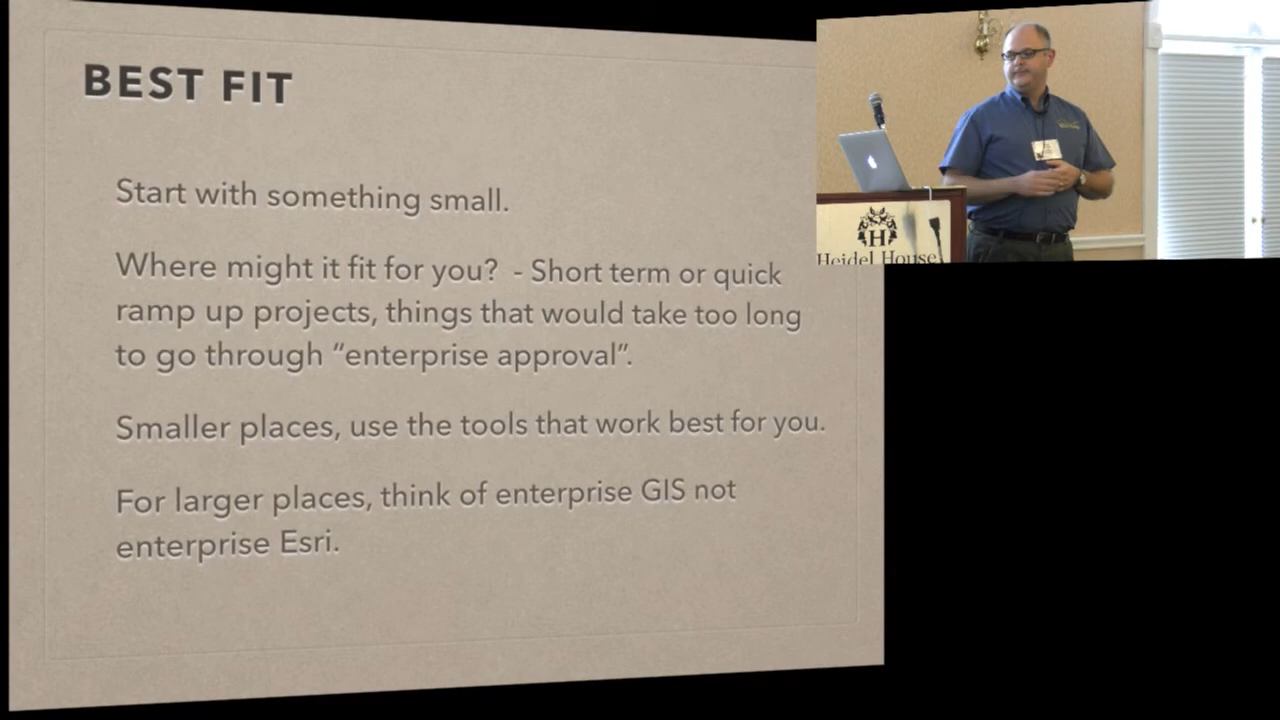 BEST FIT
Start with something small.
Where might it fit for you?  - Short term or quick
ramp up projects, things that would take too long
to go through “enterprise approval”.
Smaller places, use the tools that work best for you.
For larger places, think of enterprise GIS not
enterprise Esri.
H
Heidel House